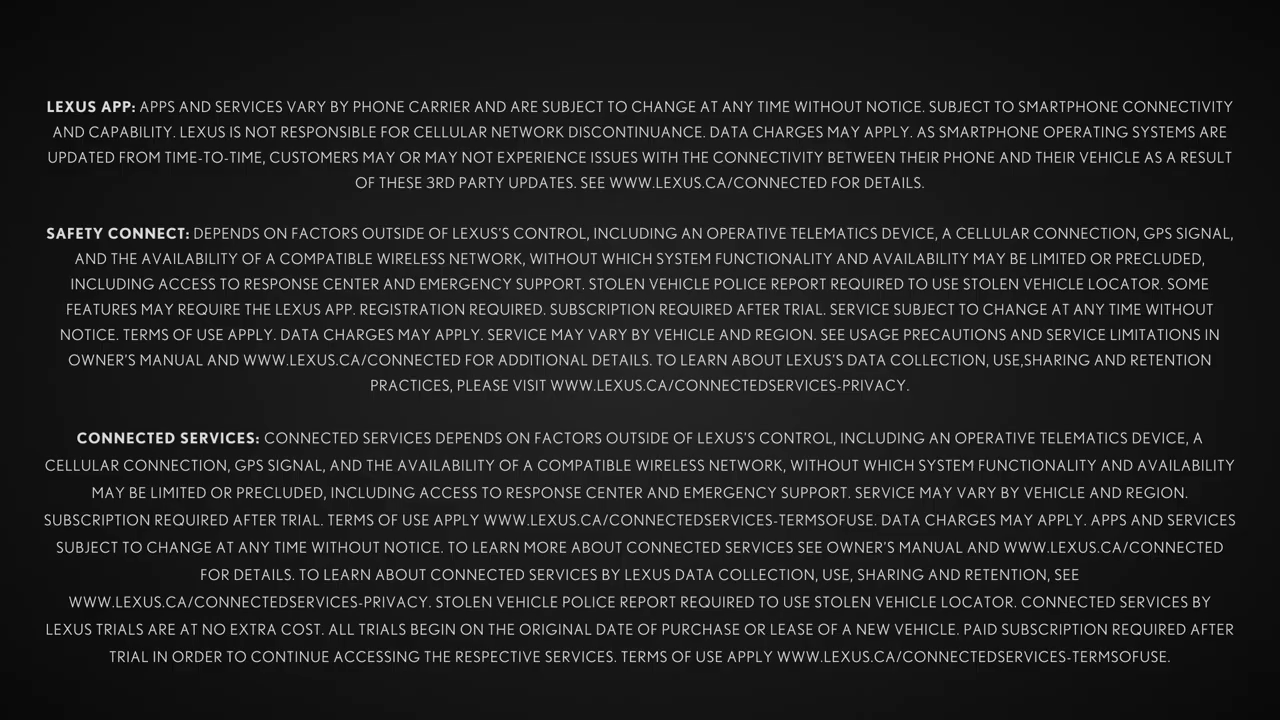 LEXUS APP: APPS AND SERVICES VARY BY PHONE CARRIER AND ARE SUBJECT TO CHANGE AT ANY TIME WITHOUT NOTICE. SUBJECT TO SMARTPHONE CONNECTIVITY
AND CAPABILITY. LEXUS IS NOT RESPONSIBLE FOR CELLULAR NETWORK DISCONTINUANCE. DATA CHARGES MAY APPLY. AS SMARTPHONE OPERATING SYSTEMS ARE
UPDATED FROM TIME-TO-TIME, CUSTOMERS MAY OR MAY NOT EXPERIENCE ISSUES WITH THE CONNECTIVITY BETWEEN THEIR PHONE AND THEIR VEHICLE AS A RESULT
OF THESE 3RD PARTY UPDATES. SEE WWW.LEXUS.CA/CONNECTED FOR DETAILS.
SAFETY CONNECT: DEPENDS ON FACTORS OUTSIDE OF LEXUS'S CONTROL, INCLUDING AN OPERATIVE TELEMATICS DEVICE, A CELLULAR CONNECTION, GPS SIGNAL,
AND THE AVAILABILITY OF A COMPATIBLE WIRELESS NETWORK, WITHOUT WHICH SYSTEM FUNCTIONALITY AND AVAILABILITY MAY BE LIMITED OR PRECLUDED,
INCLUDING ACCESS TO RESPONSE CENTER AND EMERGENCY SUPPORT. STOLEN VEHICLE POLICE REPORT REQUIRED TO USE STOLEN VEHICLE LOCATOR. SOME
FEATURES MAY REQUIRE THE LEXUS APP. REGISTRATION REQUIRED. SUBSCRIPTION REQUIRED AFTER TRIAL. SERVICE SUBJECT TO CHANGE AT ANY TIME WITHOUT
NOTICE. TERMS OF USE APPLY. DATA CHARGES MAY APPLY. SERVICE MAY VARY BY VEHICLE AND REGION. SEE USAGE PRECAUTIONS AND SERVICE LIMITATIONS IN
OWNER'S MANUAL AND WWW.LEXUS.CA/CONNECTED FOR ADDITIONAL DETAILS. TO LEARN ABOUT LEXUS'S DATA COLLECTION, USE,SHARING AND RETENTION
PRACTICES, PLEASE VISIT WWW.LEXUS.CA/CONNECTEDSERVICES-PRIVACY.
CONNECTED SERVICES: CONNECTED SERVICES DEPENDS ON FACTORS OUTSIDE OF LEXUS'S CONTROL, INCLUDING AN OPERATIVE TELEMATICS DEVICE, A
CELLULAR CONNECTION, GPS SIGNAL, AND THE AVAILABILITY OF A COMPATIBLE WIRELESS NETWORK, WITHOUT WHICH SYSTEM FUNCTIONALITY AND AVAILABILITY
MAY BE LIMITED OR PRECLUDED, INCLUDING ACCESS TO RESPONSE CENTER AND EMERGENCY SUPPORT. SERVICE MAY VARY BY VEHICLE AND REGION.
SUBSCRIPTION REQUIRED AFTER TRIAL. TERMS OF USE APPLY WWW.LEXUS.CA/CONNECTEDSERVICES-TERMSOFUSE. DATA CHARGES MAY APPLY. APPS AND SERVICES
SUBJECT TO CHANGE AT ANY TIME WITHOUT NOTICE. TO LEARN MORE ABOUT CONNECTED SERVICES SEE OWNER'S MANUAL AND WWW.LEXUS.CA/CONNECTED
FOR DETAILS. TO LEARN ABOUT CONNECTED SERVICES BY LEXUS DATA COLLECTION, USE, SHARING AND RETENTION, SEE
WWW.LEXUS.CA/CONNECTEDSERVICES-PRIVACY. STOLEN VEHICLE POLICE REPORT REQUIRED TO USE STOLEN VEHICLE LOCATOR. CONNECTED SERVICES BY
LEXUS TRIALS ARE AT NO EXTRA COST. ALL TRIALS BEGIN ON THE ORIGINAL DATE OF PURCHASE OR LEASE OF A NEW VEHICLE. PAID SUBSCRIPTION REQUIRED AFTER
TRIAL IN ORDER TO CONTINUE ACCESSING THE RESPECTIVE SERVICES. TERMS OF USE APPLY WWW.LEXUS.CA/CONNECTEDSERVICES-TERMSOFUSE.